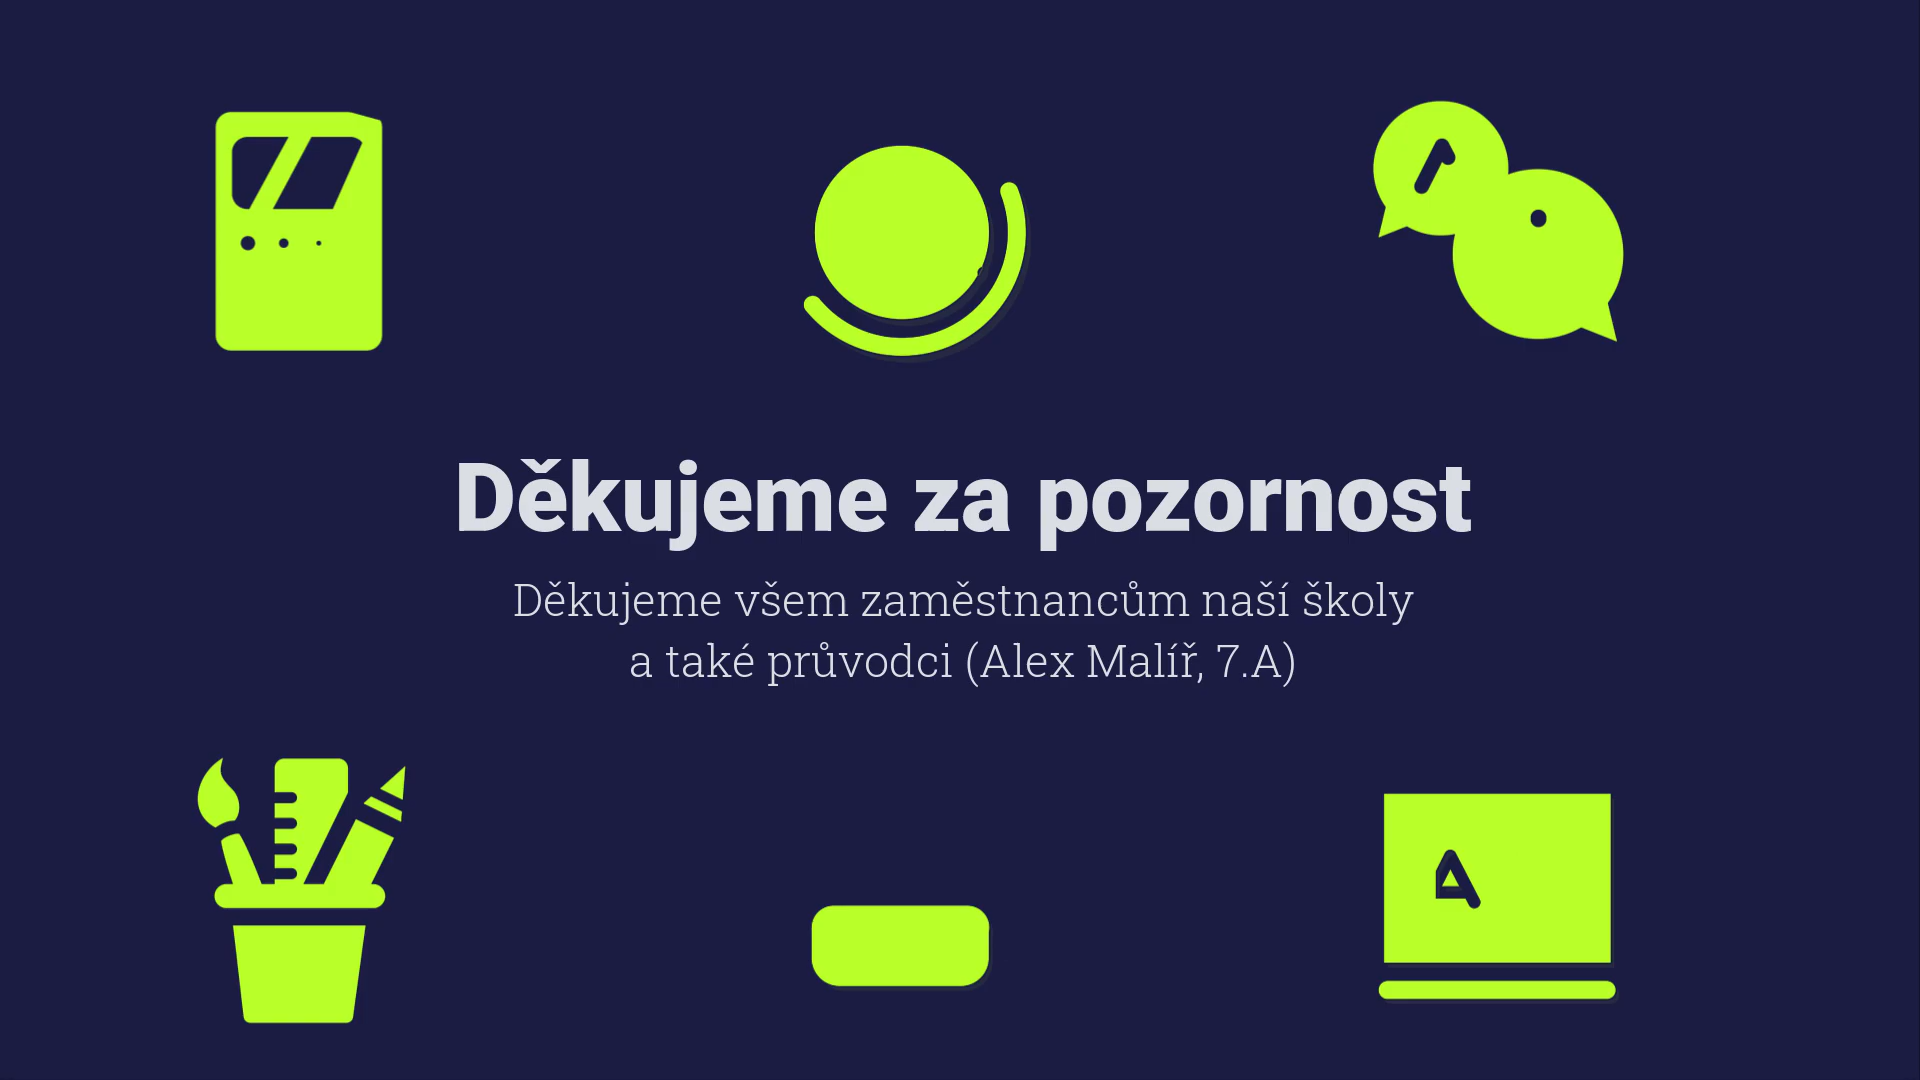 Děkujeme za pozornost
Děkujeme všem zaměstnancům naší školy
a také průvodci (Alex Malíř, 7.A)